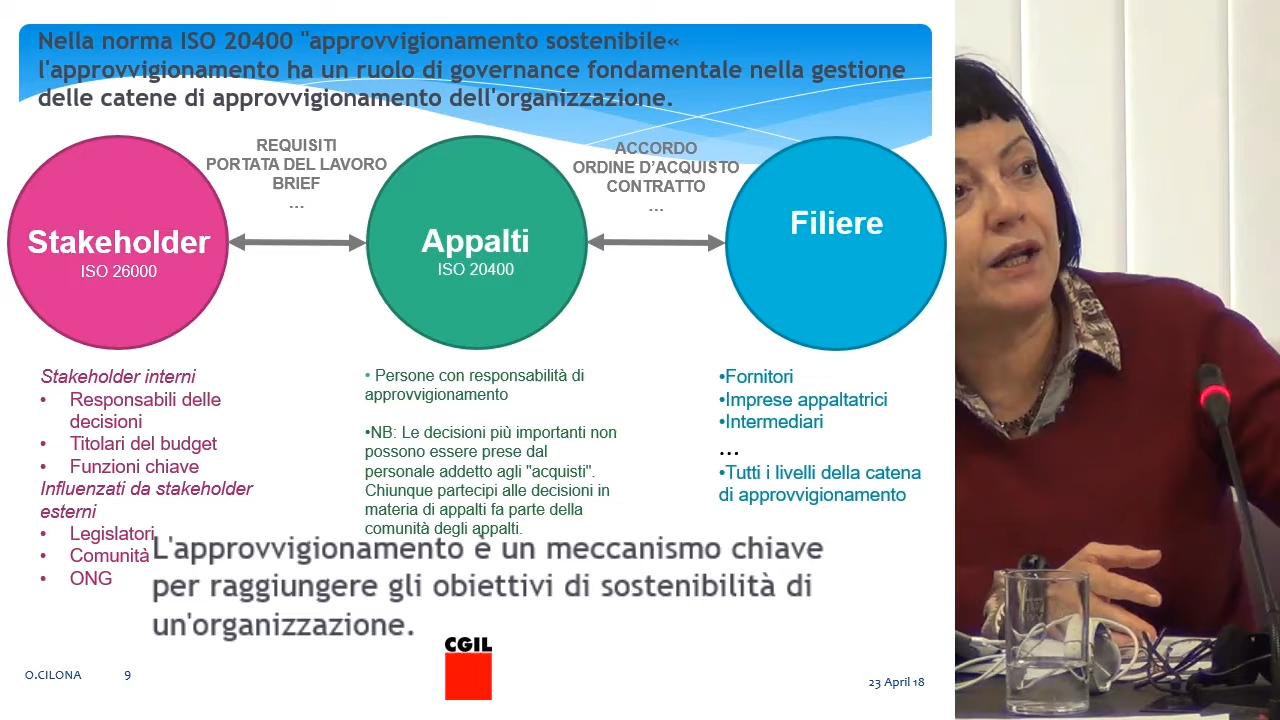 Nella norma ISO 20400 "approvvigionamento sostenibile«
l'approvvigionamento ha un ruolo di governance fondamentale nella gestione
delle catene di approvvigionamento dell'organizzazione.
REQUISITI
PORTATA DEL LAVORO
BRIEF
...
ACCORDO
ORDINE D'ACQUISTO
CONTRATTO
...
Stakeholder
ISO 26000
Appalti
ISO 20400
Filiere
Stakeholder interni
• Responsabili delle
decisioni
• Titolari del budget
• Funzioni chiave
Influenzati da stakeholder
esterni
• Legislatori
• Comunità
• ONG
• Persone con responsabilità di
approvvigionamento
•NB: Le decisioni più importanti non
possono essere prese dal
personale addetto agli "acquisti".
Chiunque partecipi alle decisioni in
materia di appalti fa parte della
comunità degli appalti.
•Fornitori
•Imprese appaltatrici
•Intermediari
...
•Tutti i livelli della catena
di approvvigionamento
L'approvvigionamento è un meccanismo chiave
per raggiungere gli obiettivi di sostenibilità di
un'organizzazione.
CGIL
O.CILONA
9
23 April 18